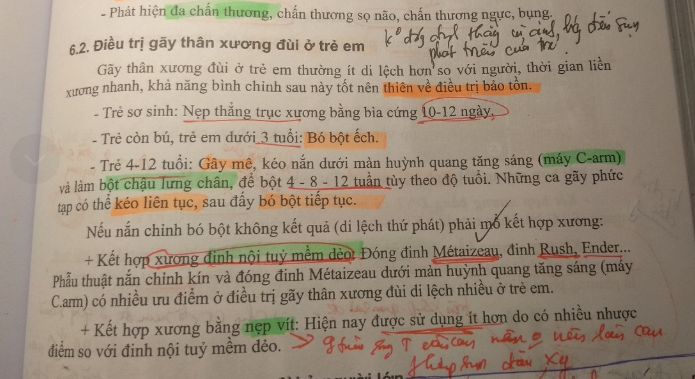 - Phát hiện đa chấn thương, chấn thương sọ não, chấn thương ngực, bụng.
6.2. Điều trị gãy thân xương đùi ở trẻ em
phát triển của trẻ.
Gãy thân xương đùi ở trẻ em thường ít di lệch hơn so với người, thời gian liền
xương nhanh, khả năng bình chỉnh sau này tốt nên thiên về điều trị bảo tồn.
- Trẻ sơ sinh: Nẹp thẳng trục xương bằng bìa cứng 10-12 ngày.
- Trẻ còn bú, trẻ em dưới 3 tuổi: Bó bột ếch.
- Trẻ 4-12 tuổi: Gây mê, kéo nắn dưới màn huỳnh quang tăng sáng (máy C-arm)
và làm bột chậu lưng chân, để bột 4 - 8 - 12 tuần tùy theo độ tuổi. Những ca gãy phức
tạp có thể kéo liên tục, sau đấy bó bột tiếp tục.
Nếu nắn chỉnh bó bột không kết quả (di lệch thứ phát) phải mổ kết hợp xương:
+ Kết hợp xương định nội tuỷ mềm dẻo: Đóng đinh Métaizeau, đinh Rush, Ender...
Phẫu thuật nắn chỉnh kín và đóng đinh Métaizeau dưới màn huỳnh quang tăng sáng (máy
C.arm) có nhiều ưu điểm ở điều trị gãy thân xương đùi di lệch nhiều ở trẻ em.
+ Kết hợp xương bằng nẹp vít: Hiện nay được sử dụng ít hơn do có nhiều nhược
điểm so với đinh nội tuỷ mềm dẻo.